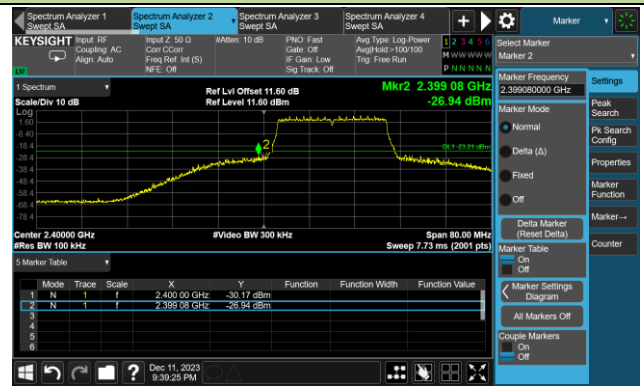 Spectrum Analyzer 1
Swept SA
Spectrum Analyzer 2
Swept SA
Spectrum Analyzer 3
Swept SA
Spectrum Analyzer 4
Swept SA
+
Marker
KEYSIGHT
Input: RF
Coupling: AC
Align: Auto
Input Z: 50 Ω
Corr CCorr
Freq Ref: Int (S)
NFE: Off
#Atten: 10 dB
PNO: Fast
Gate: Off
IF Gain: Low
Sig Track: Off
Avg Type: Log-Power
Avg|Hold:>100/100
Trig: Free Run
1 2 3 4 5 6
M W W W W W
P N N N N N
LXI
Select Marker
Marker 2
1 Spectrum
Scale/Div 10 dB
Ref Lvl Offset 11.60 dB
Ref Level 11.60 dBm
Mkr2 2.399 08 GHz
-26.94 dBm
Log
1.60
-8.40
-18.4
-28.4
-38.4
-48.4
-58.4
-68.4
-78.4
2
DL1 -23.21 dBm
Center 2.40000 GHz
#Res BW 100 kHz
#Video BW 300 kHz
Span 80.00 MHz
Sweep 7.73 ms (2001 pts)
5 Marker Table
Mode Trace Scale X Y Function Function Width Function Value
1 N 1 f 2.400 00 GHz -30.17 dBm
2 N 1 f 2.399 08 GHz -26.94 dBm
3
4
5
6
Marker Frequency
2.399080000 GHz
Marker Mode
Normal
Delta (Δ)
Fixed
Off
Delta Marker
(Reset Delta)
Marker Table
On
Off
Marker Settings
Diagram
All Markers Off
Couple Markers
On
Off
Settings
Peak
Search
Pk Search
Config
Properties
Marker
Function
Marker→
Counter
?
Dec 11, 2023
9:39:25 PM